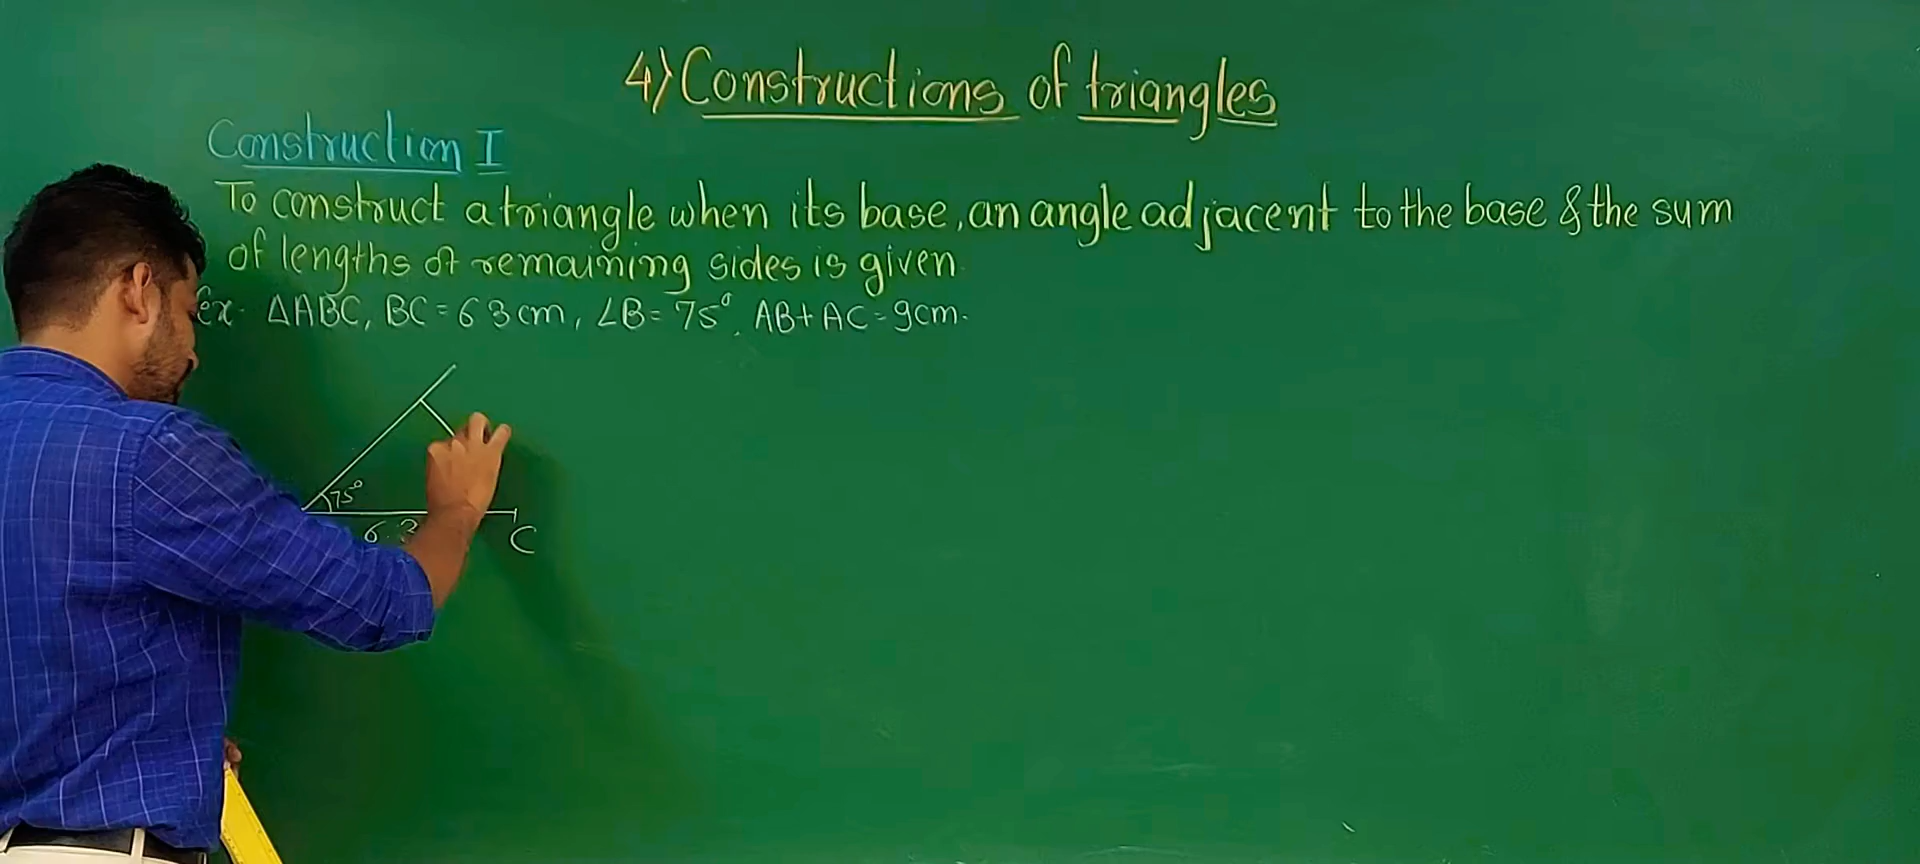 4) Constructions of triangles
Construction I
To construct a triangle when its base, an angle adjacent to the base & the sum
of lengths of remaining sides is given.
Ex. ΔABC, BC = 6.3 cm, ∠B = 75°, AB + AC = 9cm.
75°
6.3
C